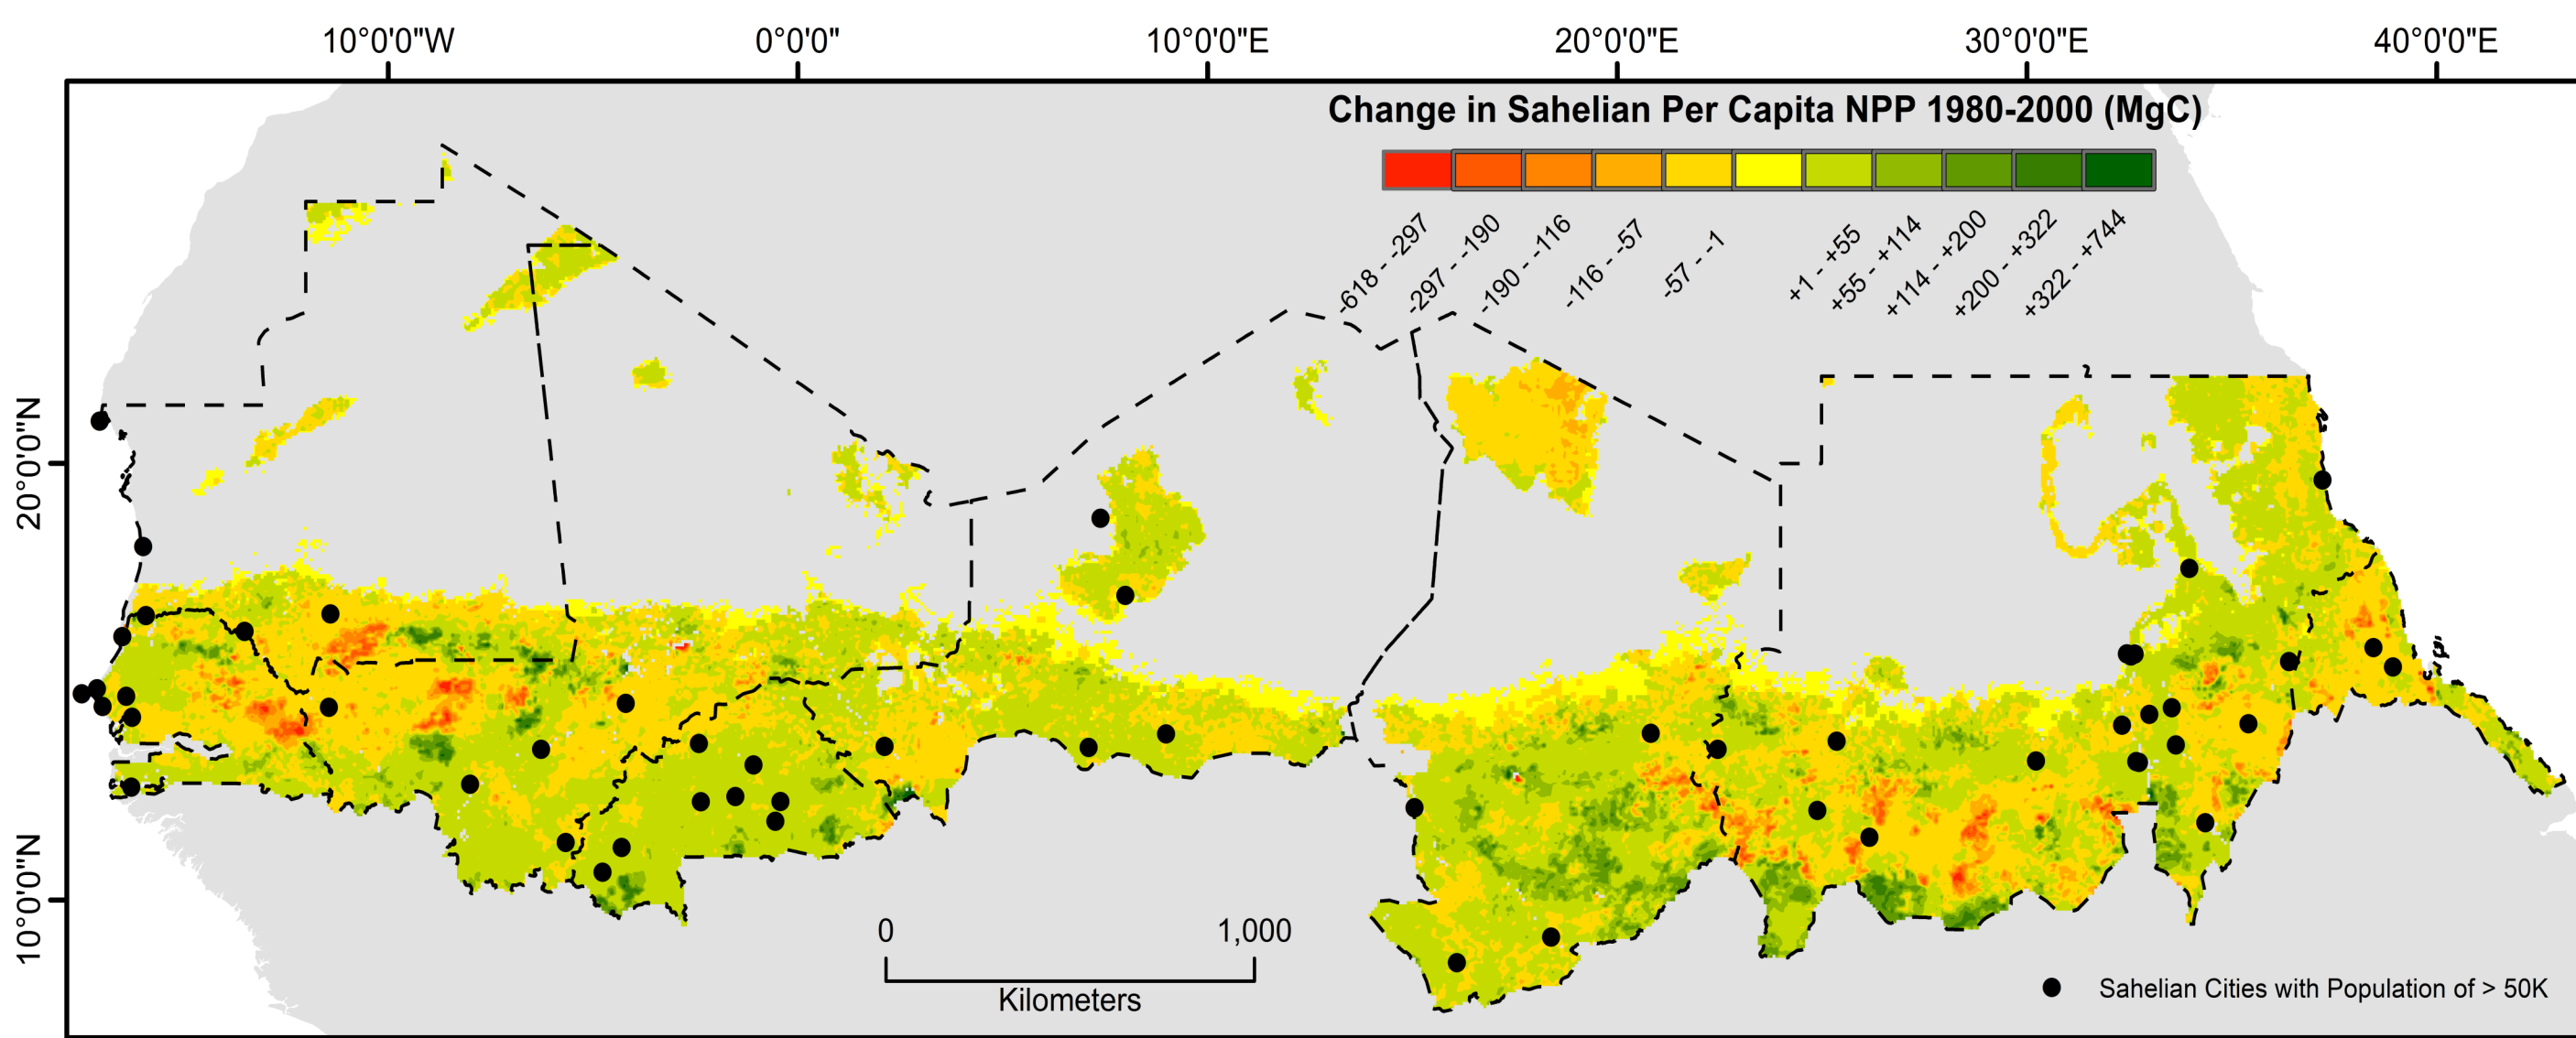 10°0'0"W
0°0'0"
10°0'0"E
20°0'0"E
30°0'0"E
40°0'0"E
Change in Sahelian Per Capita NPP 1980-2000 (MgC)
-618 - -297
-297 - -190
-190 - -116
-116 - -57
-57 - -1
+1 - +55
+55 - +114
+114 - +200
+200 - +322
+322 - +744
20°0'0"N
10°0'0"N
0 1,000
Kilometers
Sahelian Cities with Population of > 50K